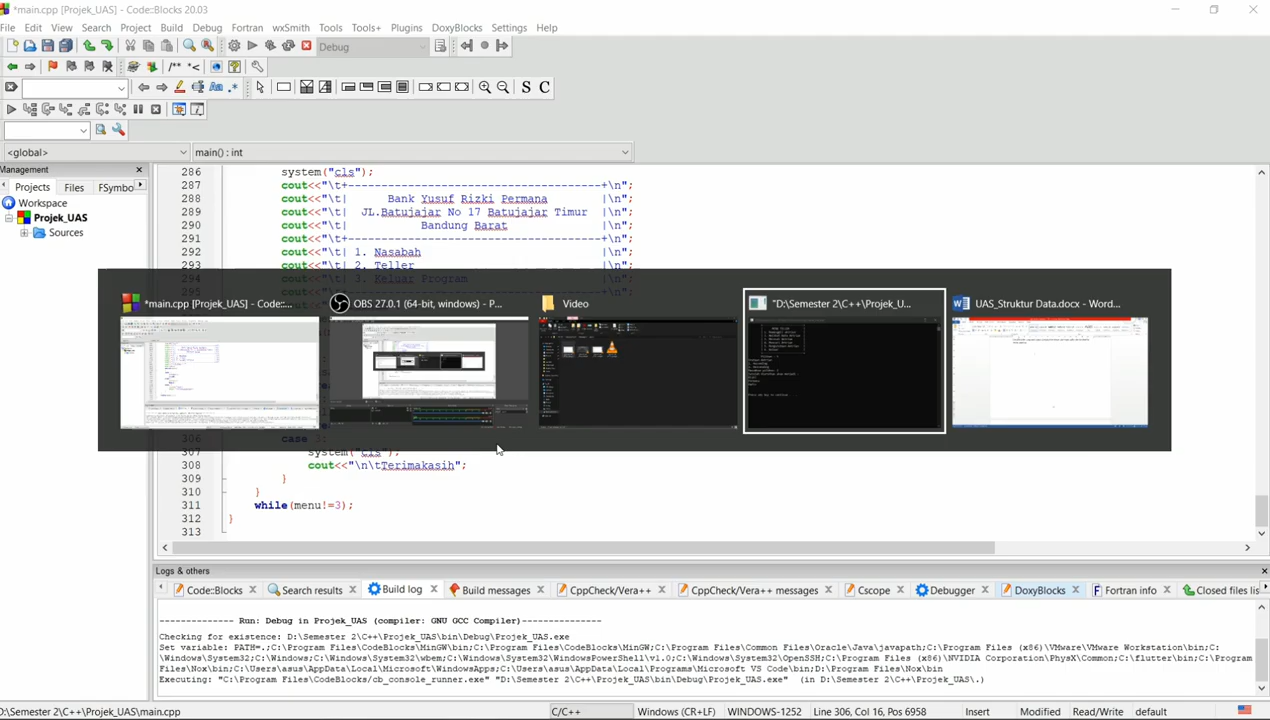 *main.cpp [Projek_UAS] - Code::Blocks 20.03
File Edit View Search Project Build Debug Fortran wxSmith Tools Tools+ Plugins DoxyBlocks Settings Help
Debug
/** *<
Aa .*
S C
<global> main() : int
Management
Projects Files FSymbo
Workspace
Projek_UAS
Sources
286 system("cls");
287 cout<<"\t+--------------------------------------+\n";
288 cout<<"\t| Bank Yusuf Rizki Permana |\n";
289 cout<<"\t| JL.Batujajar No 17 Batujajar Timur |\n";
290 cout<<"\t| Bandung Barat |\n";
291 cout<<"\t+--------------------------------------+\n";
292 cout<<"\t| 1. Nasabah |\n";
293 cout<<"\t| 2. Teller |\n";
294 cout<<"\t| 3. Keluar Program |\n";
*main.cpp [Projek_UAS] - Code::...
OBS 27.0.1 (64-bit, windows) - P...
Video
"D:\Semester 2\C++\Projek_U...
UAS_Struktur Data.docx - Word...
306 case 3:
307 system("cls");
308 cout<<"\n\tTerimakasih";
309 }
310 }
311 while(menu!=3);
312 }
313
Logs & others
Code::Blocks Search results Build log Build messages CppCheck/Vera++ CppCheck/Vera++ messages Cscope Debugger DoxyBlocks Fortran info Closed files lis
-------------- Run: Debug in Projek_UAS (compiler: GNU GCC Compiler)---------------
Checking for existence: D:\Semester 2\C++\Projek_UAS\bin\Debug\Projek_UAS.exe
Set variable: PATH=.;C:\Program Files\CodeBlocks\MinGW\bin;C:\Program Files\CodeBlocks\MinGW;C:\Program Files\Common Files\Oracle\Java\javapath;C:\Program Files (x86)\VMware\VMware Workstation\bin;C:
\Windows\System32;C:\Windows;C:\Windows\System32\wbem;C:\Windows\System32\WindowsPowerShell\v1.0;C:\Windows\System32\OpenSSH;C:\Program Files (x86)\NVIDIA Corporation\PhysX\Common;C:\flutter\bin;C:\Program
Files\Nox\bin;C:\Users\asus\AppData\Local\Microsoft\WindowsApps;C:\Users\asus\AppData\Local\Programs\Microsoft VS Code\bin;D:\Program Files\Nox\bin
Executing: "C:\Program Files\CodeBlocks/cb_console_runner.exe" "D:\Semester 2\C++\Projek_UAS\bin\Debug\Projek_UAS.exe" (in D:\Semester 2\C++\Projek_UAS\.)
D:\Semester 2\C++\Projek_UAS\main.cpp C/C++ Windows (CR+LF) WINDOWS-1252 Line 306, Col 16, Pos 6958 Insert Modified Read/Write default